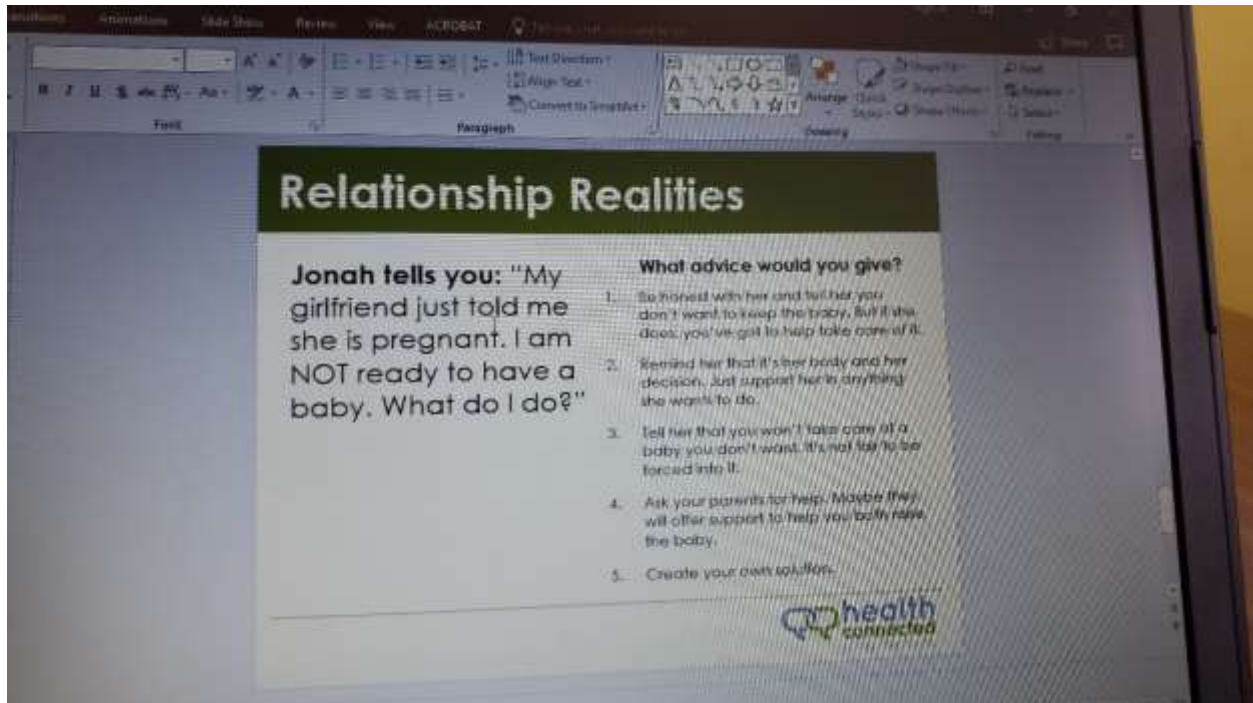 Animations
Slide Show
Review
View
ACROBAT
Text Direction
Align Text
Convert to SmartArt
Arrange
Quick
Styles
Font
Paragraph
Drawing
Editing
Relationship Realities
Jonah tells you: "My
girlfriend just told me
she is pregnant. I am
NOT ready to have a
baby. What do I do?"
What advice would you give?
1. Be honest with her and tell her you
don't want to keep the baby. But if she
does, you've got to help take care of it.
2. Remind her that it's her body and her
decision. Just support her in anything
she wants to do.
3. Tell her that you won't take care of a
baby you don't want. It's not fair to be
forced into it.
4. Ask your parents for help. Maybe they
will offer support to help you both raise
the baby.
5. Create your own solution.
health
connected